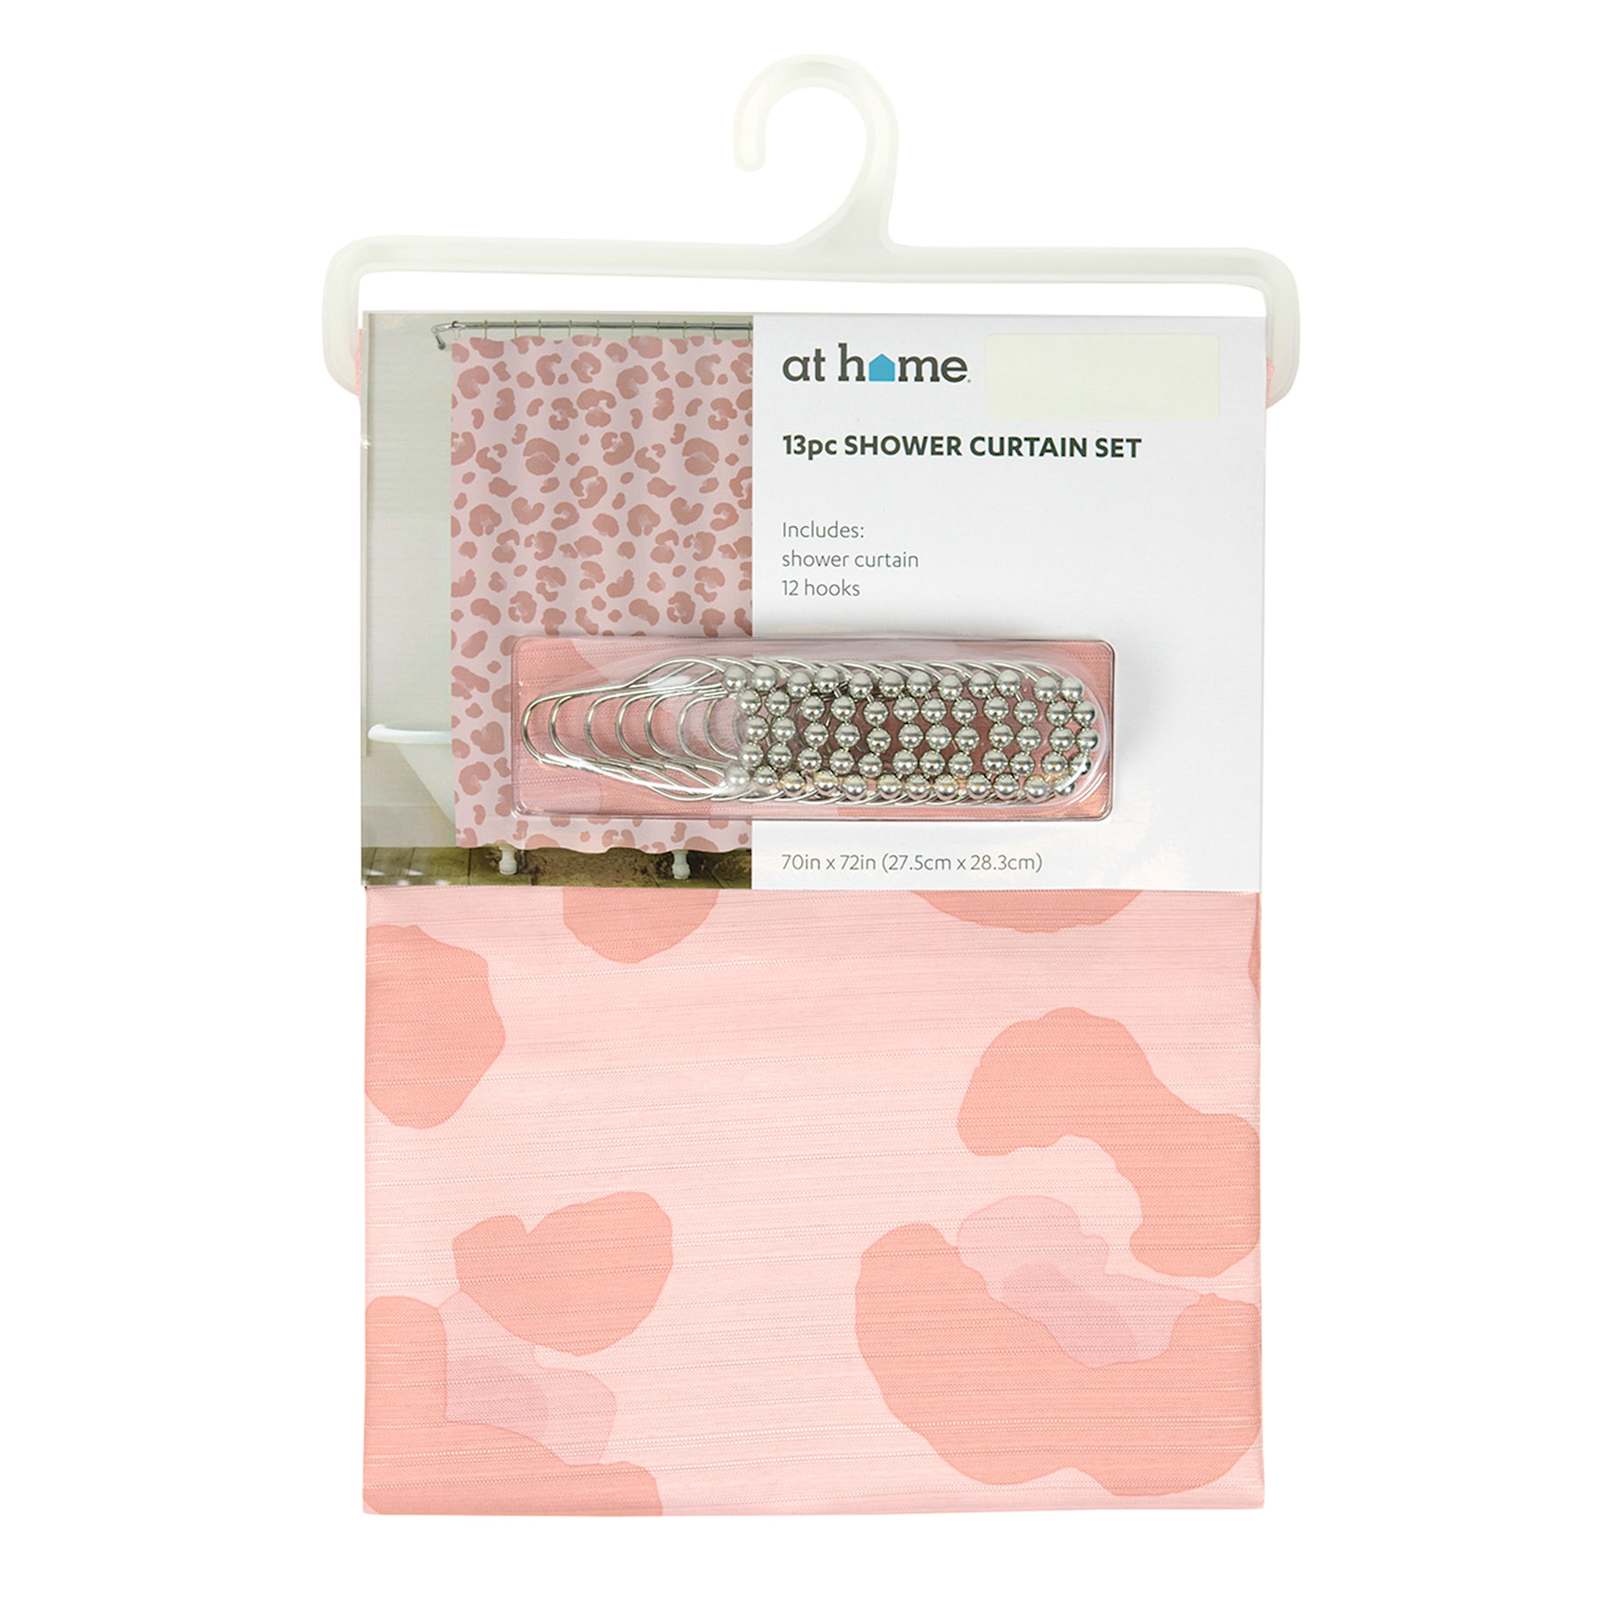 at home
13pc SHOWER CURTAIN SET
Includes:
shower curtain
12 hooks
70in x 72in (27.5cm x 28.3cm)